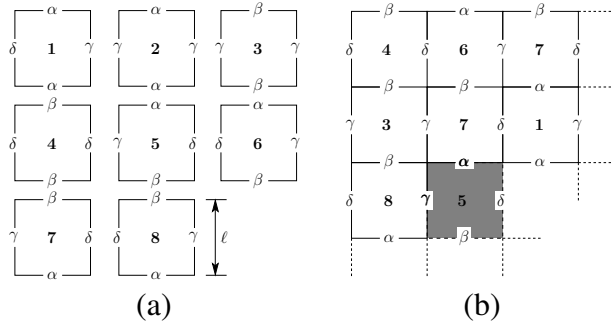 α α β
δ 1 γ γ 2 γ γ 3 γ
α α β
β α α
δ 4 δ γ 5 δ δ 6 γ
β β β
β β
γ 7 δ δ 8 γ ℓ
α α
(a)
β α β
δ 4 δ 6 γ 7 δ
β β α
γ 3 γ 7 δ 1 γ
β α α
δ 8 γ 5 δ
α β
(b)